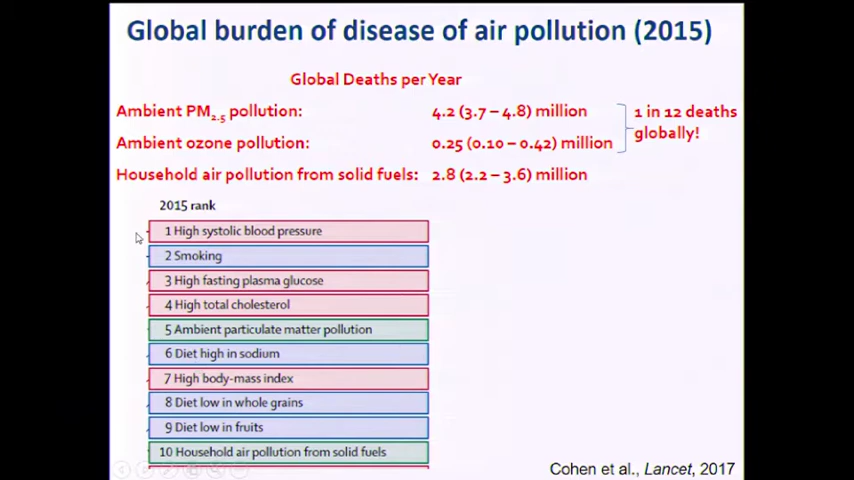 Global burden of disease of air pollution (2015)
Global Deaths per Year
Ambient PM2.5 pollution: 4.2 (3.7 – 4.8) million
1 in 12 deaths globally!
Ambient ozone pollution: 0.25 (0.10 – 0.42) million
Household air pollution from solid fuels: 2.8 (2.2 – 3.6) million
2015 rank
1 High systolic blood pressure
2 Smoking
3 High fasting plasma glucose
4 High total cholesterol
5 Ambient particulate matter pollution
6 Diet high in sodium
7 High body-mass index
8 Diet low in whole grains
9 Diet low in fruits
10 Household air pollution from solid fuels
Cohen et al., Lancet, 2017